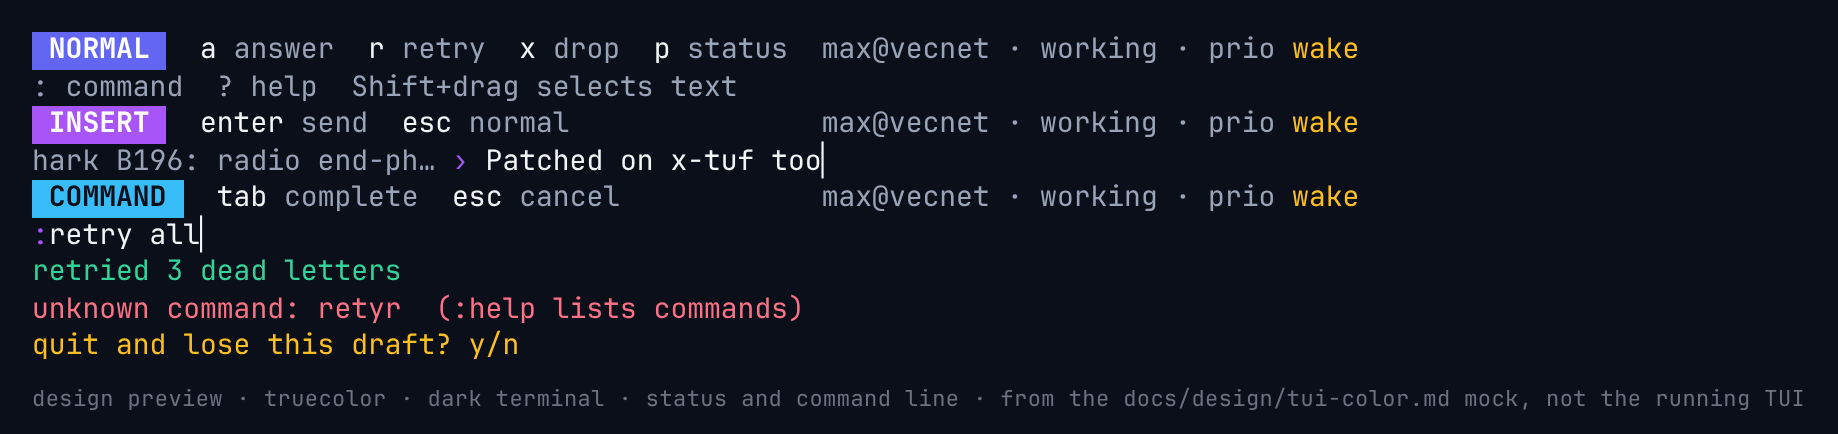 NORMAL  a answer  r retry  x drop  p status  max@vecnet · working · prio wake
: command  ? help  Shift+drag selects text
INSERT  enter send  esc normal  max@vecnet · working · prio wake
hark B196: radio end-ph… › Patched on x-tuf too
COMMAND  tab complete  esc cancel  max@vecnet · working · prio wake
:retry all
retried 3 dead letters
unknown command: retyr  (:help lists commands)
quit and lose this draft? y/n
design preview · truecolor · dark terminal · status and command line · from the docs/design/tui-color.md mock, not the running TUI